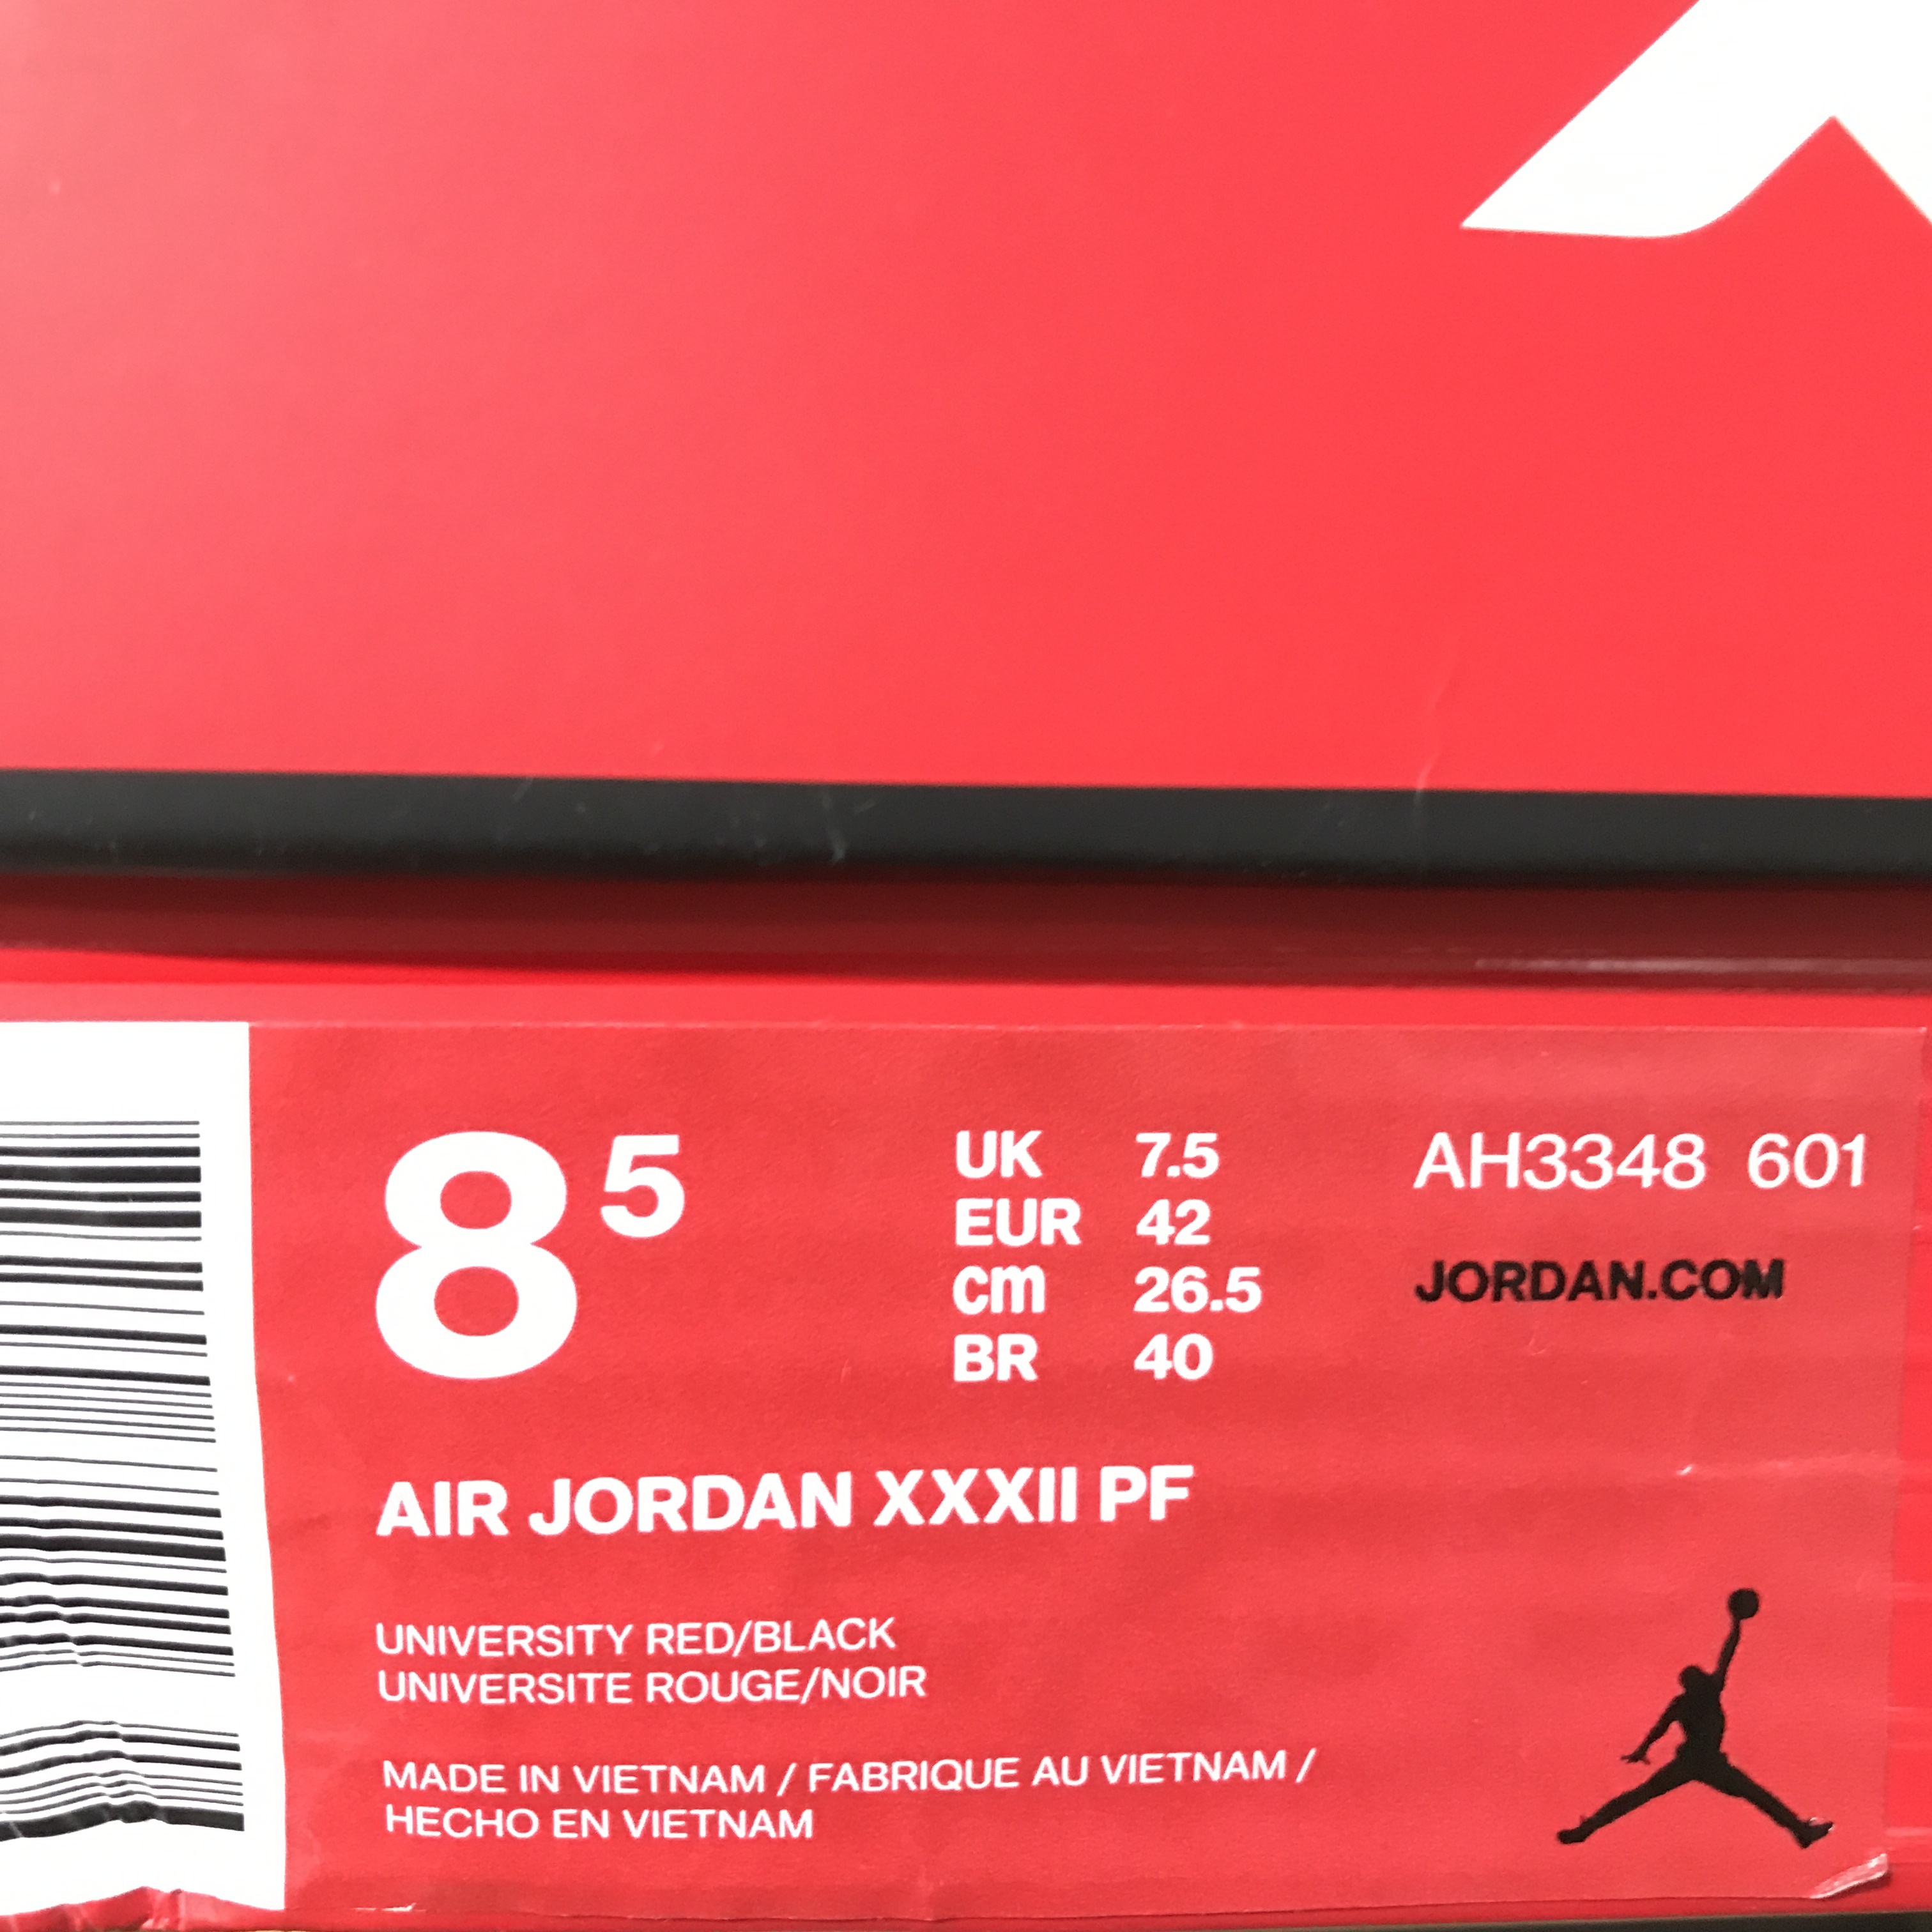 8 5
UK 7.5
EUR 42
cm 26.5
BR 40
AH3348 601
JORDAN.COM
AIR JORDAN XXXII PF
UNIVERSITY RED/BLACK
UNIVERSITE ROUGE/NOIR
MADE IN VIETNAM / FABRIQUE AU VIETNAM /
HECHO EN VIETNAM